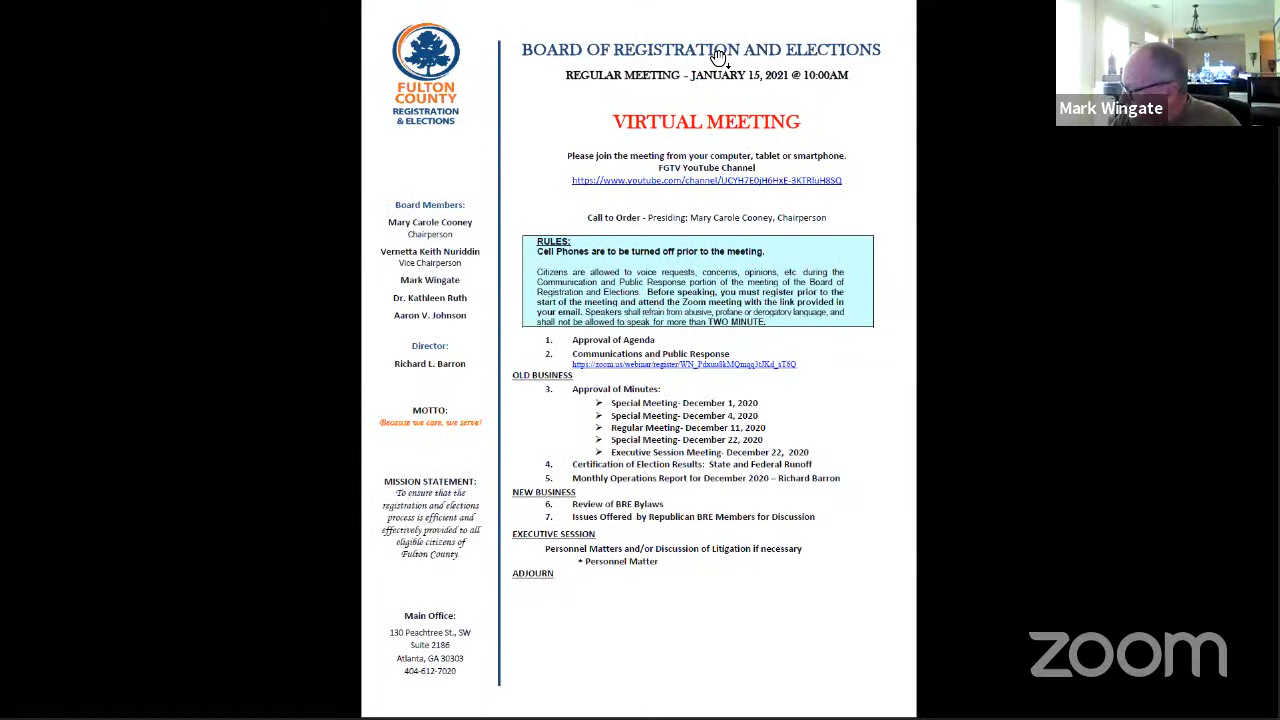 FULTON
COUNTY
REGISTRATION
& ELECTIONS
Board Members:
Mary Carole Cooney
Chairperson
Vernetta Keith Nuriddin
Vice Chairperson
Mark Wingate
Dr. Kathleen Ruth
Aaron V. Johnson
Director:
Richard L. Barron
MOTTO:
Because we care, we serve!
MISSION STATEMENT:
To ensure that the
registration and elections
process is efficient and
effectively provided to all
eligible citizens of
Fulton County.
Main Office:
130 Peachtree St., SW
Suite 2186
Atlanta, GA 30303
404-612-7020
BOARD OF REGISTRATION AND ELECTIONS
REGULAR MEETING – JANUARY 15, 2021 @ 10:00AM
VIRTUAL MEETING
Please join the meeting from your computer, tablet or smartphone.
FGTV YouTube Channel
https://www.youtube.com/channel/UCYH7E0jH6HxE-3KTRluH8SQ
Call to Order - Presiding: Mary Carole Cooney, Chairperson
RULES:
Cell Phones are to be turned off prior to the meeting.
Citizens are allowed to voice requests, concerns, opinions, etc. during the
Communication and Public Response portion of the meeting of the Board of
Registration and Elections. Before speaking, you must register prior to the
start of the meeting and attend the Zoom meeting with the link provided in
your email. Speakers shall refrain from abusive, profane or derogatory language, and
shall not be allowed to speak for more than TWO MINUTE.
1. Approval of Agenda
2. Communications and Public Response
https://zoom.us/webinar/register/WN_Pdxuu8kMQmqq3tJKd_sT6Q
OLD BUSINESS
3. Approval of Minutes:
➢ Special Meeting- December 1, 2020
➢ Special Meeting- December 4, 2020
➢ Regular Meeting- December 11, 2020
➢ Special Meeting- December 22, 2020
➢ Executive Session Meeting- December 22, 2020
4. Certification of Election Results: State and Federal Runoff
5. Monthly Operations Report for December 2020 – Richard Barron
NEW BUSINESS
6. Review of BRE Bylaws
7. Issues Offered by Republican BRE Members for Discussion
EXECUTIVE SESSION
Personnel Matters and/or Discussion of Litigation if necessary
* Personnel Matter
ADJOURN
Mark Wingate
zoom